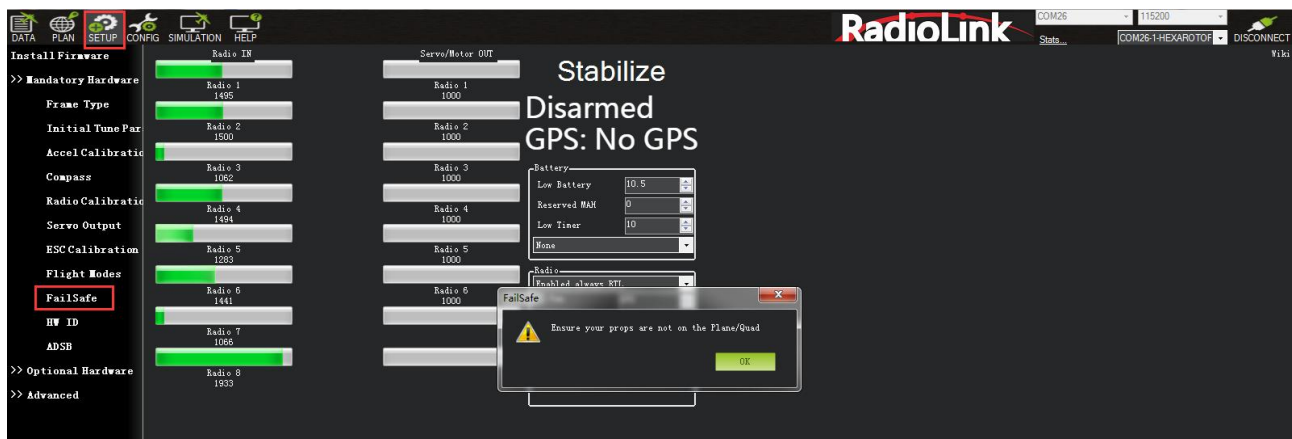 DATA PLAN SETUP CONFIG SIMULATION HELP
RadioLink
COM26 115200
Stats... COM26-1-HEXAROTOF DISCONNECT
Install Firmware
>> Mandatory Hardware
Frame Type
Initial Tune Par
Accel Calibratio
Compass
Radio Calibratio
Servo Output
ESC Calibration
Flight Modes
FailSafe
HW ID
ADSB
>> Optional Hardware
>> Advanced
Radio IN
Radio 1
1495
Radio 2
1500
Radio 3
1062
Radio 4
1494
Radio 5
1283
Radio 6
1441
Radio 7
1066
Radio 8
1933
Servo/Motor OUT
Radio 1
1000
Radio 2
1000
Radio 3
1000
Radio 4
1000
Radio 5
1000
Radio 6
1000
Stabilize
Disarmed
GPS: No GPS
Battery
Low Battery 10.5
Reserved MAH 0
Low Timer 10
None
Radio
Enabled always RTL
FailSafe
Ensure your props are not on the Plane/Quad
OK
Wiki